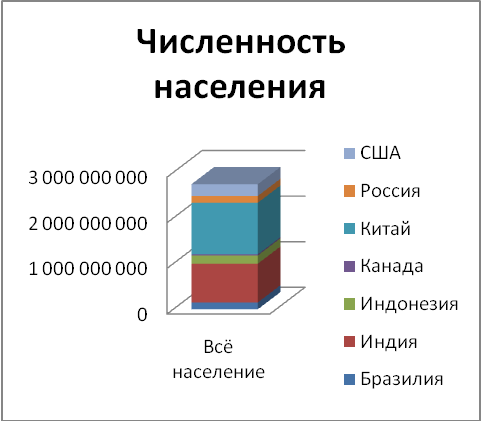 Численность
населения
3 000 000 000
2 000 000 000
1 000 000 000
0
Всё
население
США
Россия
Китай
Канада
Индонезия
Индия
Бразилия